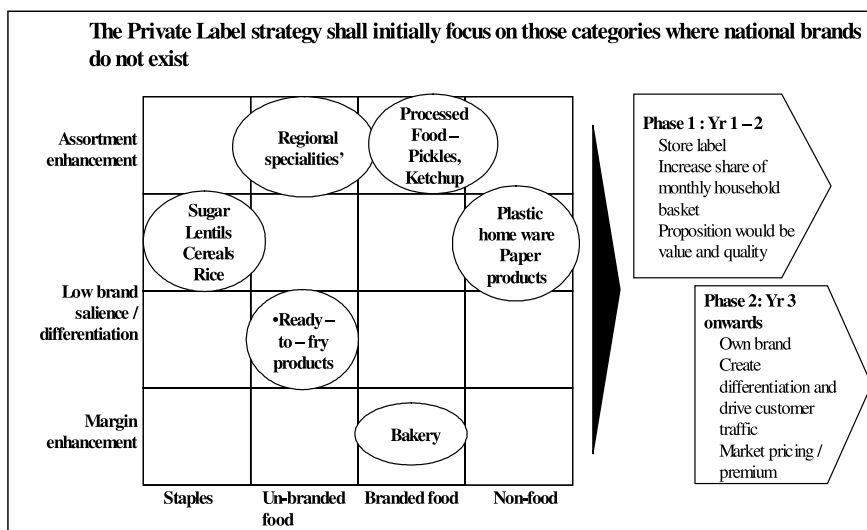 The Private Label strategy shall initially focus on those categories where national brands
do not exist
Assortment
enhancement
Low brand
salience /
differentiation
Margin
enhancement
Regional
specialities’
Processed
Food –
Pickles,
Ketchup
Sugar
Lentils
Cereals
Rice
Plastic
home ware
Paper
products
•Ready –
to – fry
products
Bakery
Staples
Un-branded
food
Branded food
Non-food
Phase 1 : Yr 1 – 2
Store label
Increase share of
monthly household
basket
Proposition would be
value and quality
Phase 2: Yr 3
onwards
Own brand
Create
differentiation and
drive customer
traffic
Market pricing /
premium